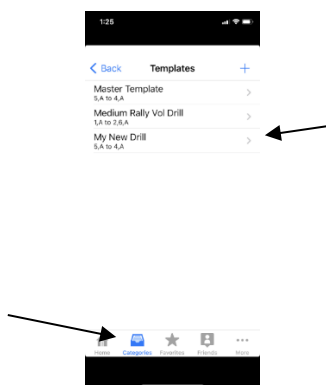 1:26
Back Templates
Master Template
5,A to 4,A
Medium Rally Vol Drill
1,A to 2,6,A
My New Drill
5,A to 4,A
Home Categories Favorites Friends More